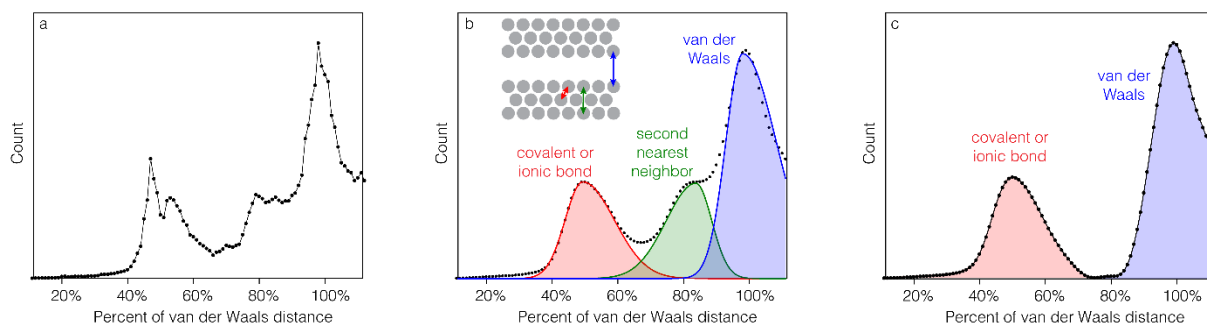 a
Count
20% 40% 60% 80% 100%
Percent of van der Waals distance
b
van der
Waals
second
nearest
neighbor
covalent or
ionic bond
Count
20% 40% 60% 80% 100%
Percent of van der Waals distance
c
van der
Waals
covalent or
ionic bond
Count
20% 40% 60% 80% 100%
Percent of van der Waals distance